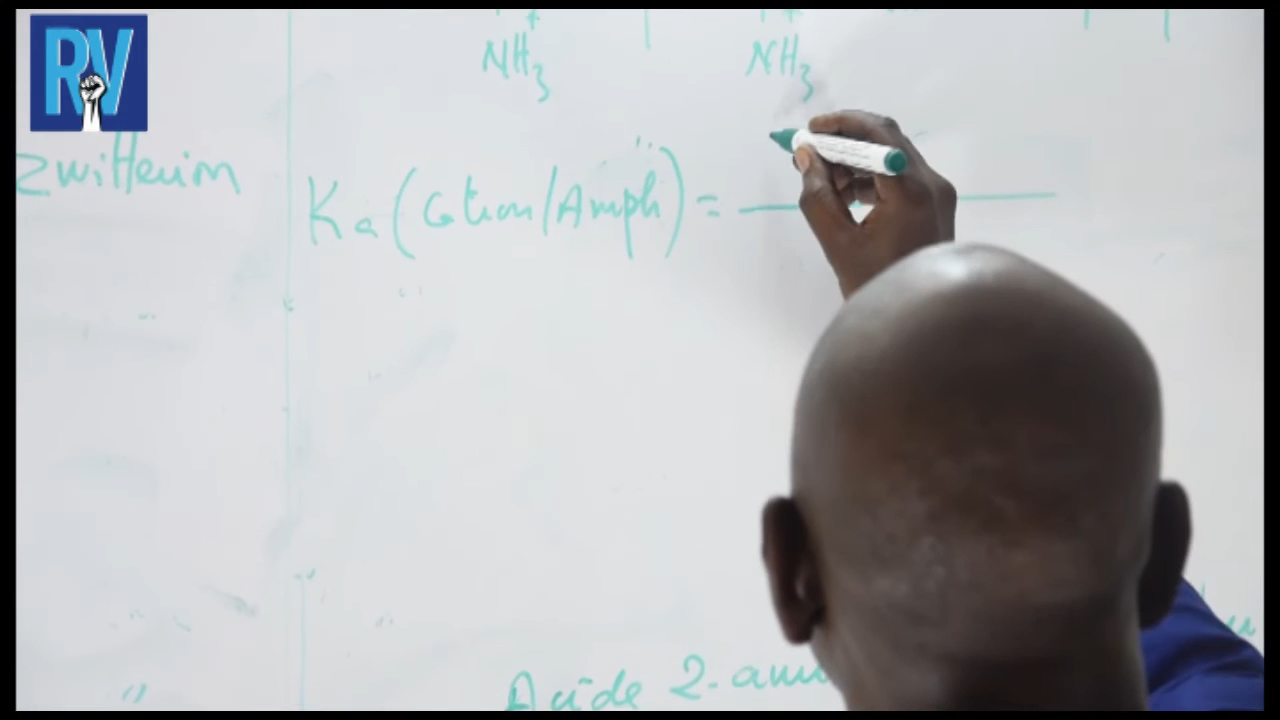 RV
NH3 NH3
+ +
zwitterion
Ka (Cation/Amph) =
Acide 2-ami